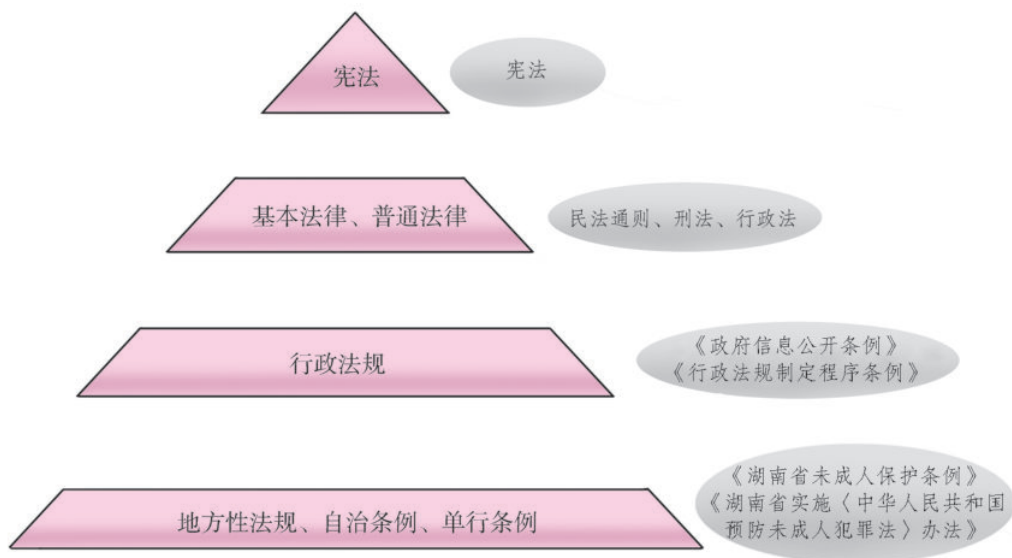 宪法
宪法
基本法律、普通法律
民法通则、刑法、行政法
行政法规
《政府信息公开条例》
《行政法规制定程序条例》
地方性法规、自治条例、单行条例
《湖南省未成年人保护条例》
《湖南省实施〈中华人民共和国
预防未成年人犯罪法〉办法》